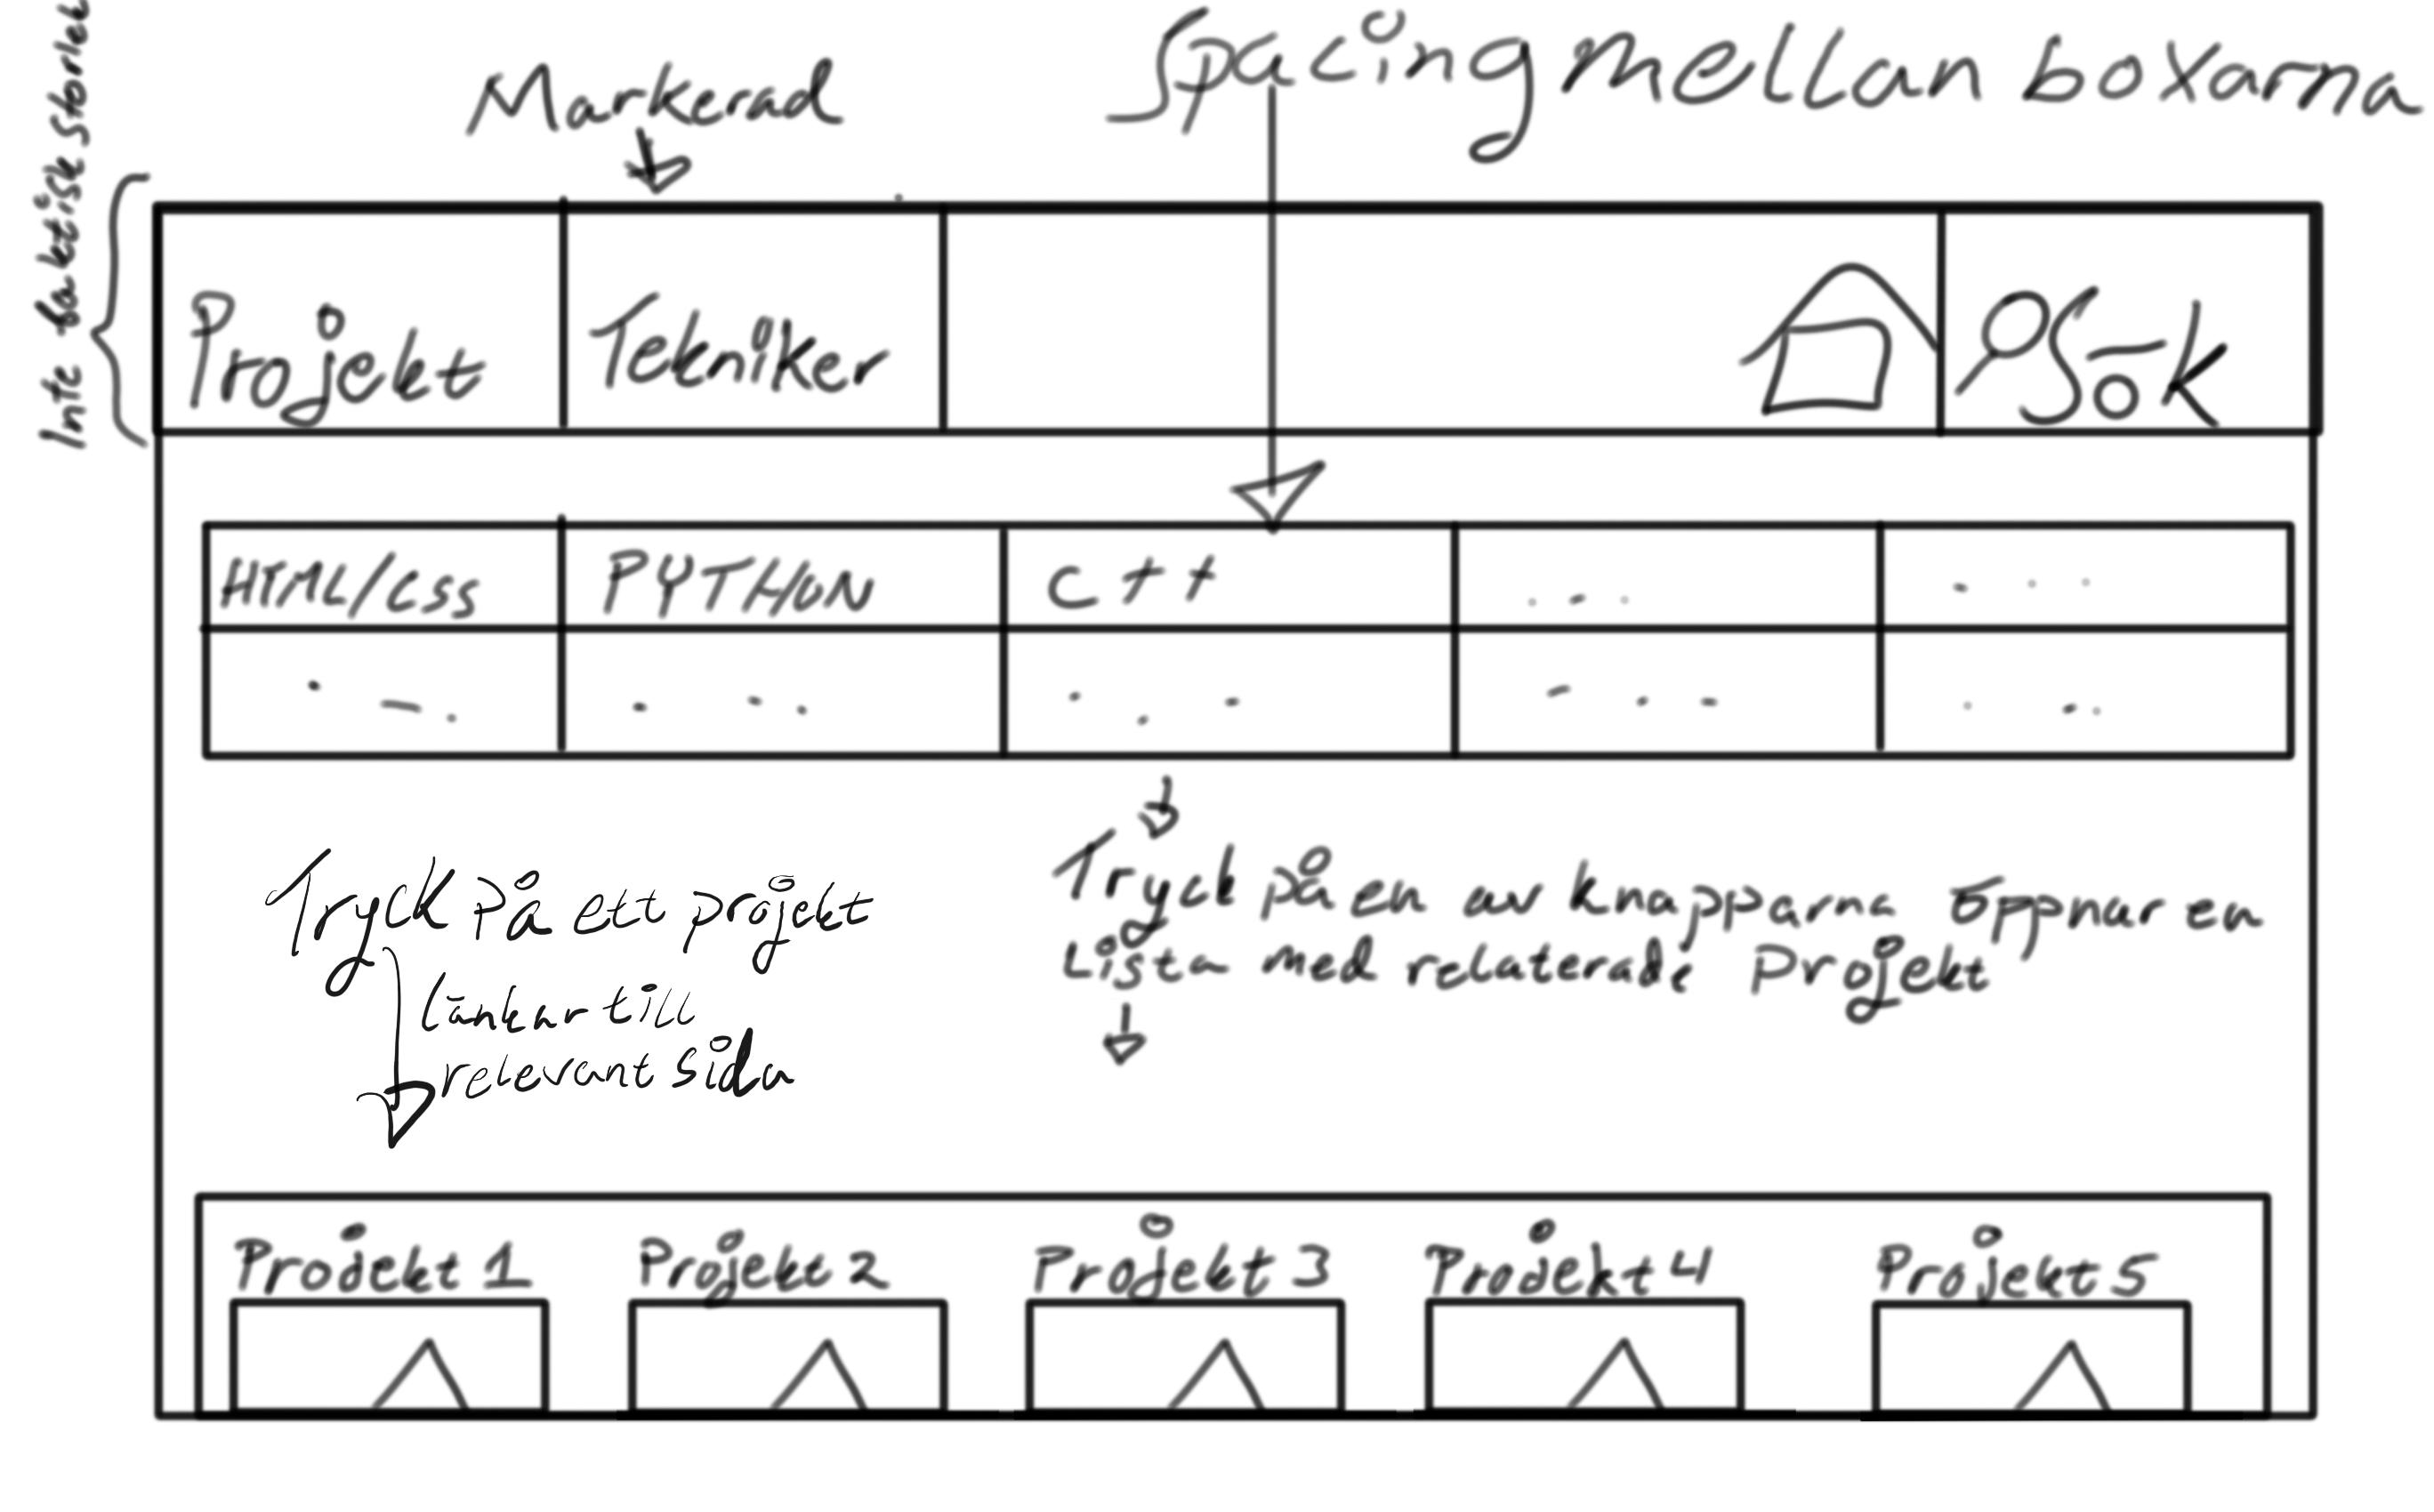 Inte faktisk storlek
Markerad
Spacing mellan boxarna
Projekt
Tekniker
Sök
HTML/CSS
PYTHON
C++
...
...
...
...
...
...
...
Tryck på ett projekt
länkar till
relevant sida
Tryck på en av knapparna öppnar en
Lista med relaterade Projekt
Projekt 1
Projekt 2
Projekt 3
Projekt 4
Projekt 5